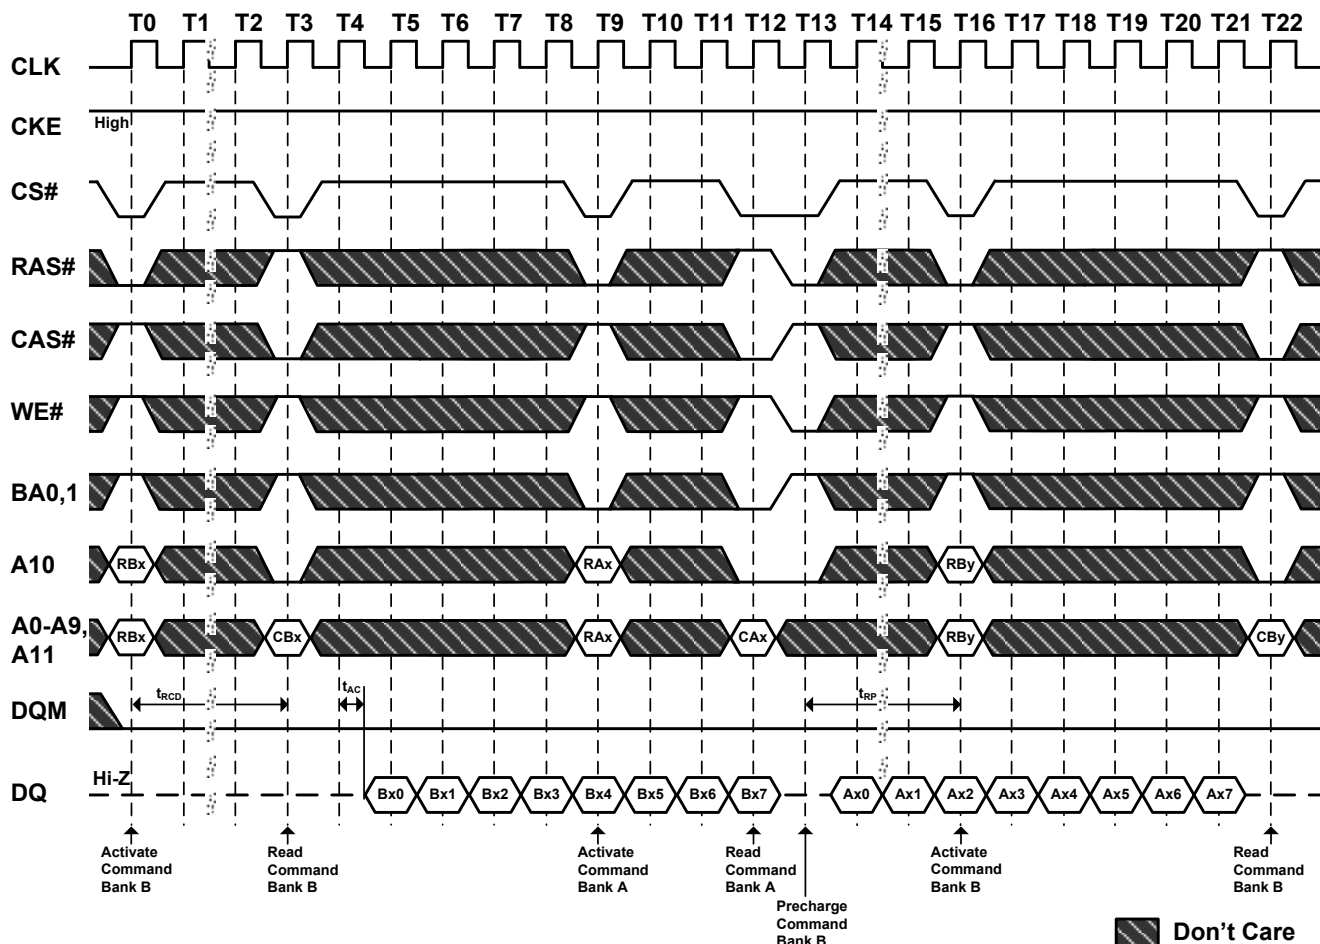 T0 T1 T2 T3 T4 T5 T6 T7 T8 T9 T10 T11 T12 T13 T14 T15 T16 T17 T18 T19 T20 T21 T22
CLK
CKE High
CS#
RAS#
CAS#
WE#
BA0,1
A10 RBx RAx RBy
A0-A9,
A11 RBx CBx RAx CAx RBy CBy
tRCD tAC tRP
DQM
Hi-Z
DQ Bx0 Bx1 Bx2 Bx3 Bx4 Bx5 Bx6 Bx7 Ax0 Ax1 Ax2 Ax3 Ax4 Ax5 Ax6 Ax7
Activate
Command
Bank B
Read
Command
Bank B
Activate
Command
Bank A
Read
Command
Bank A
Precharge
Command
Bank B
Activate
Command
Bank B
Read
Command
Bank B
Don't Care